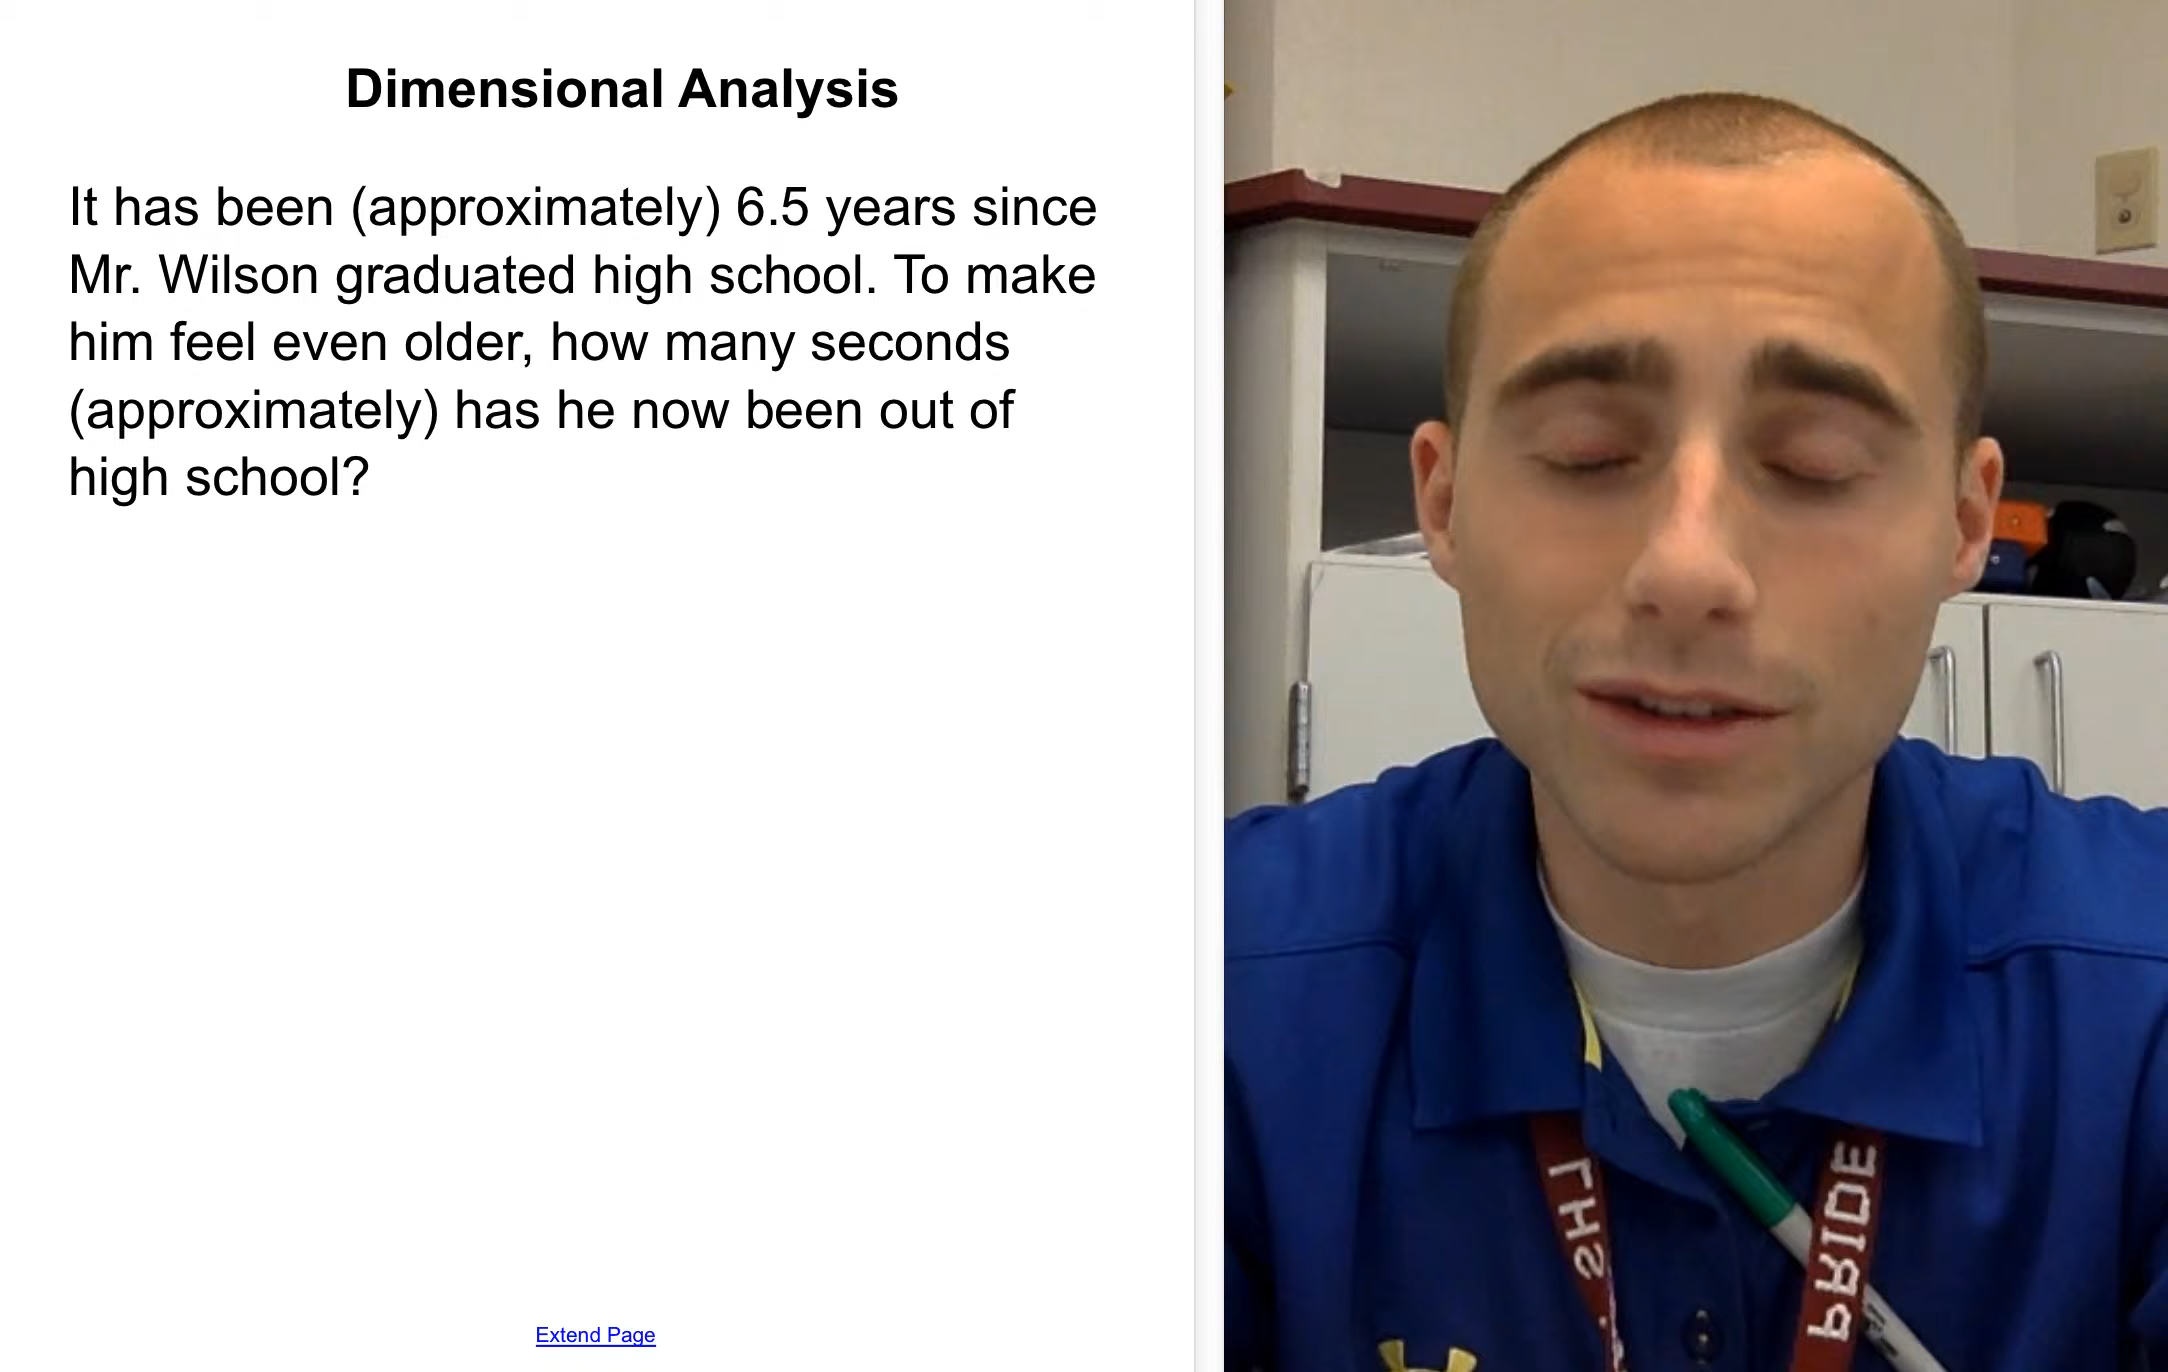 Dimensional Analysis
It has been (approximately) 6.5 years since
Mr. Wilson graduated high school. To make
him feel even older, how many seconds
(approximately) has he now been out of
high school?
Extend Page
LHS
PRIDE